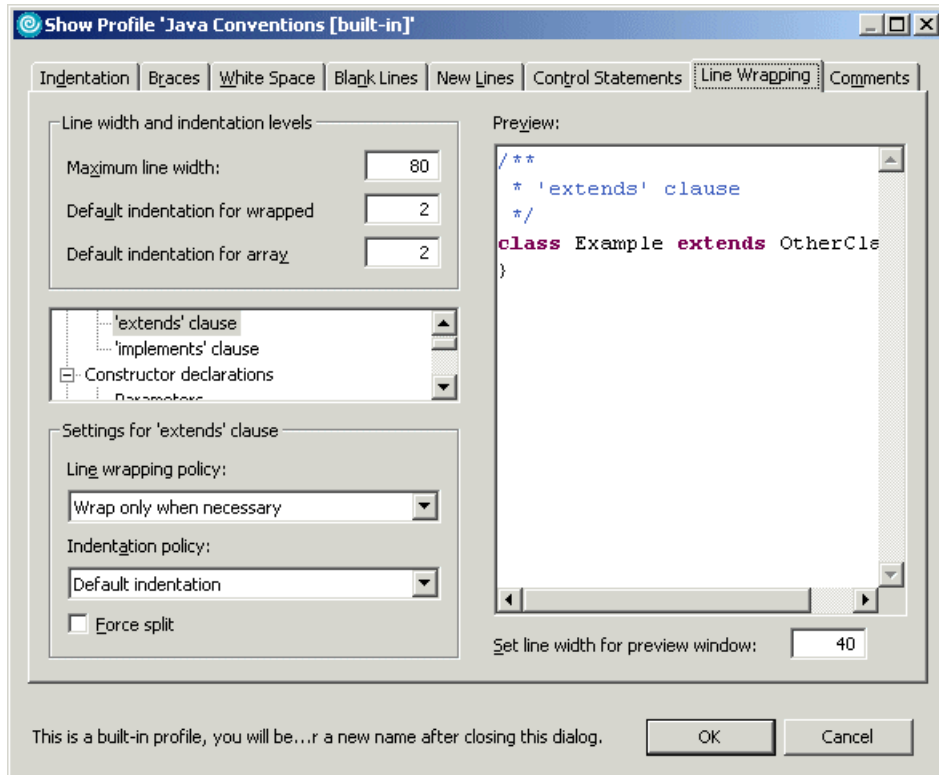 Show Profile 'Java Conventions [built-in]'
Indentation Braces White Space Blank Lines New Lines Control Statements Line Wrapping Comments
Line width and indentation levels
Maximum line width: 80
Default indentation for wrapped 2
Default indentation for array 2
'extends' clause
'implements' clause
Constructor declarations
Parameters
Settings for 'extends' clause
Line wrapping policy:
Wrap only when necessary
Indentation policy:
Default indentation
Force split
Preview:
/**
* 'extends' clause
*/
class Example extends OtherCla
}
Set line width for preview window: 40
This is a built-in profile, you will be...r a new name after closing this dialog.
OK Cancel